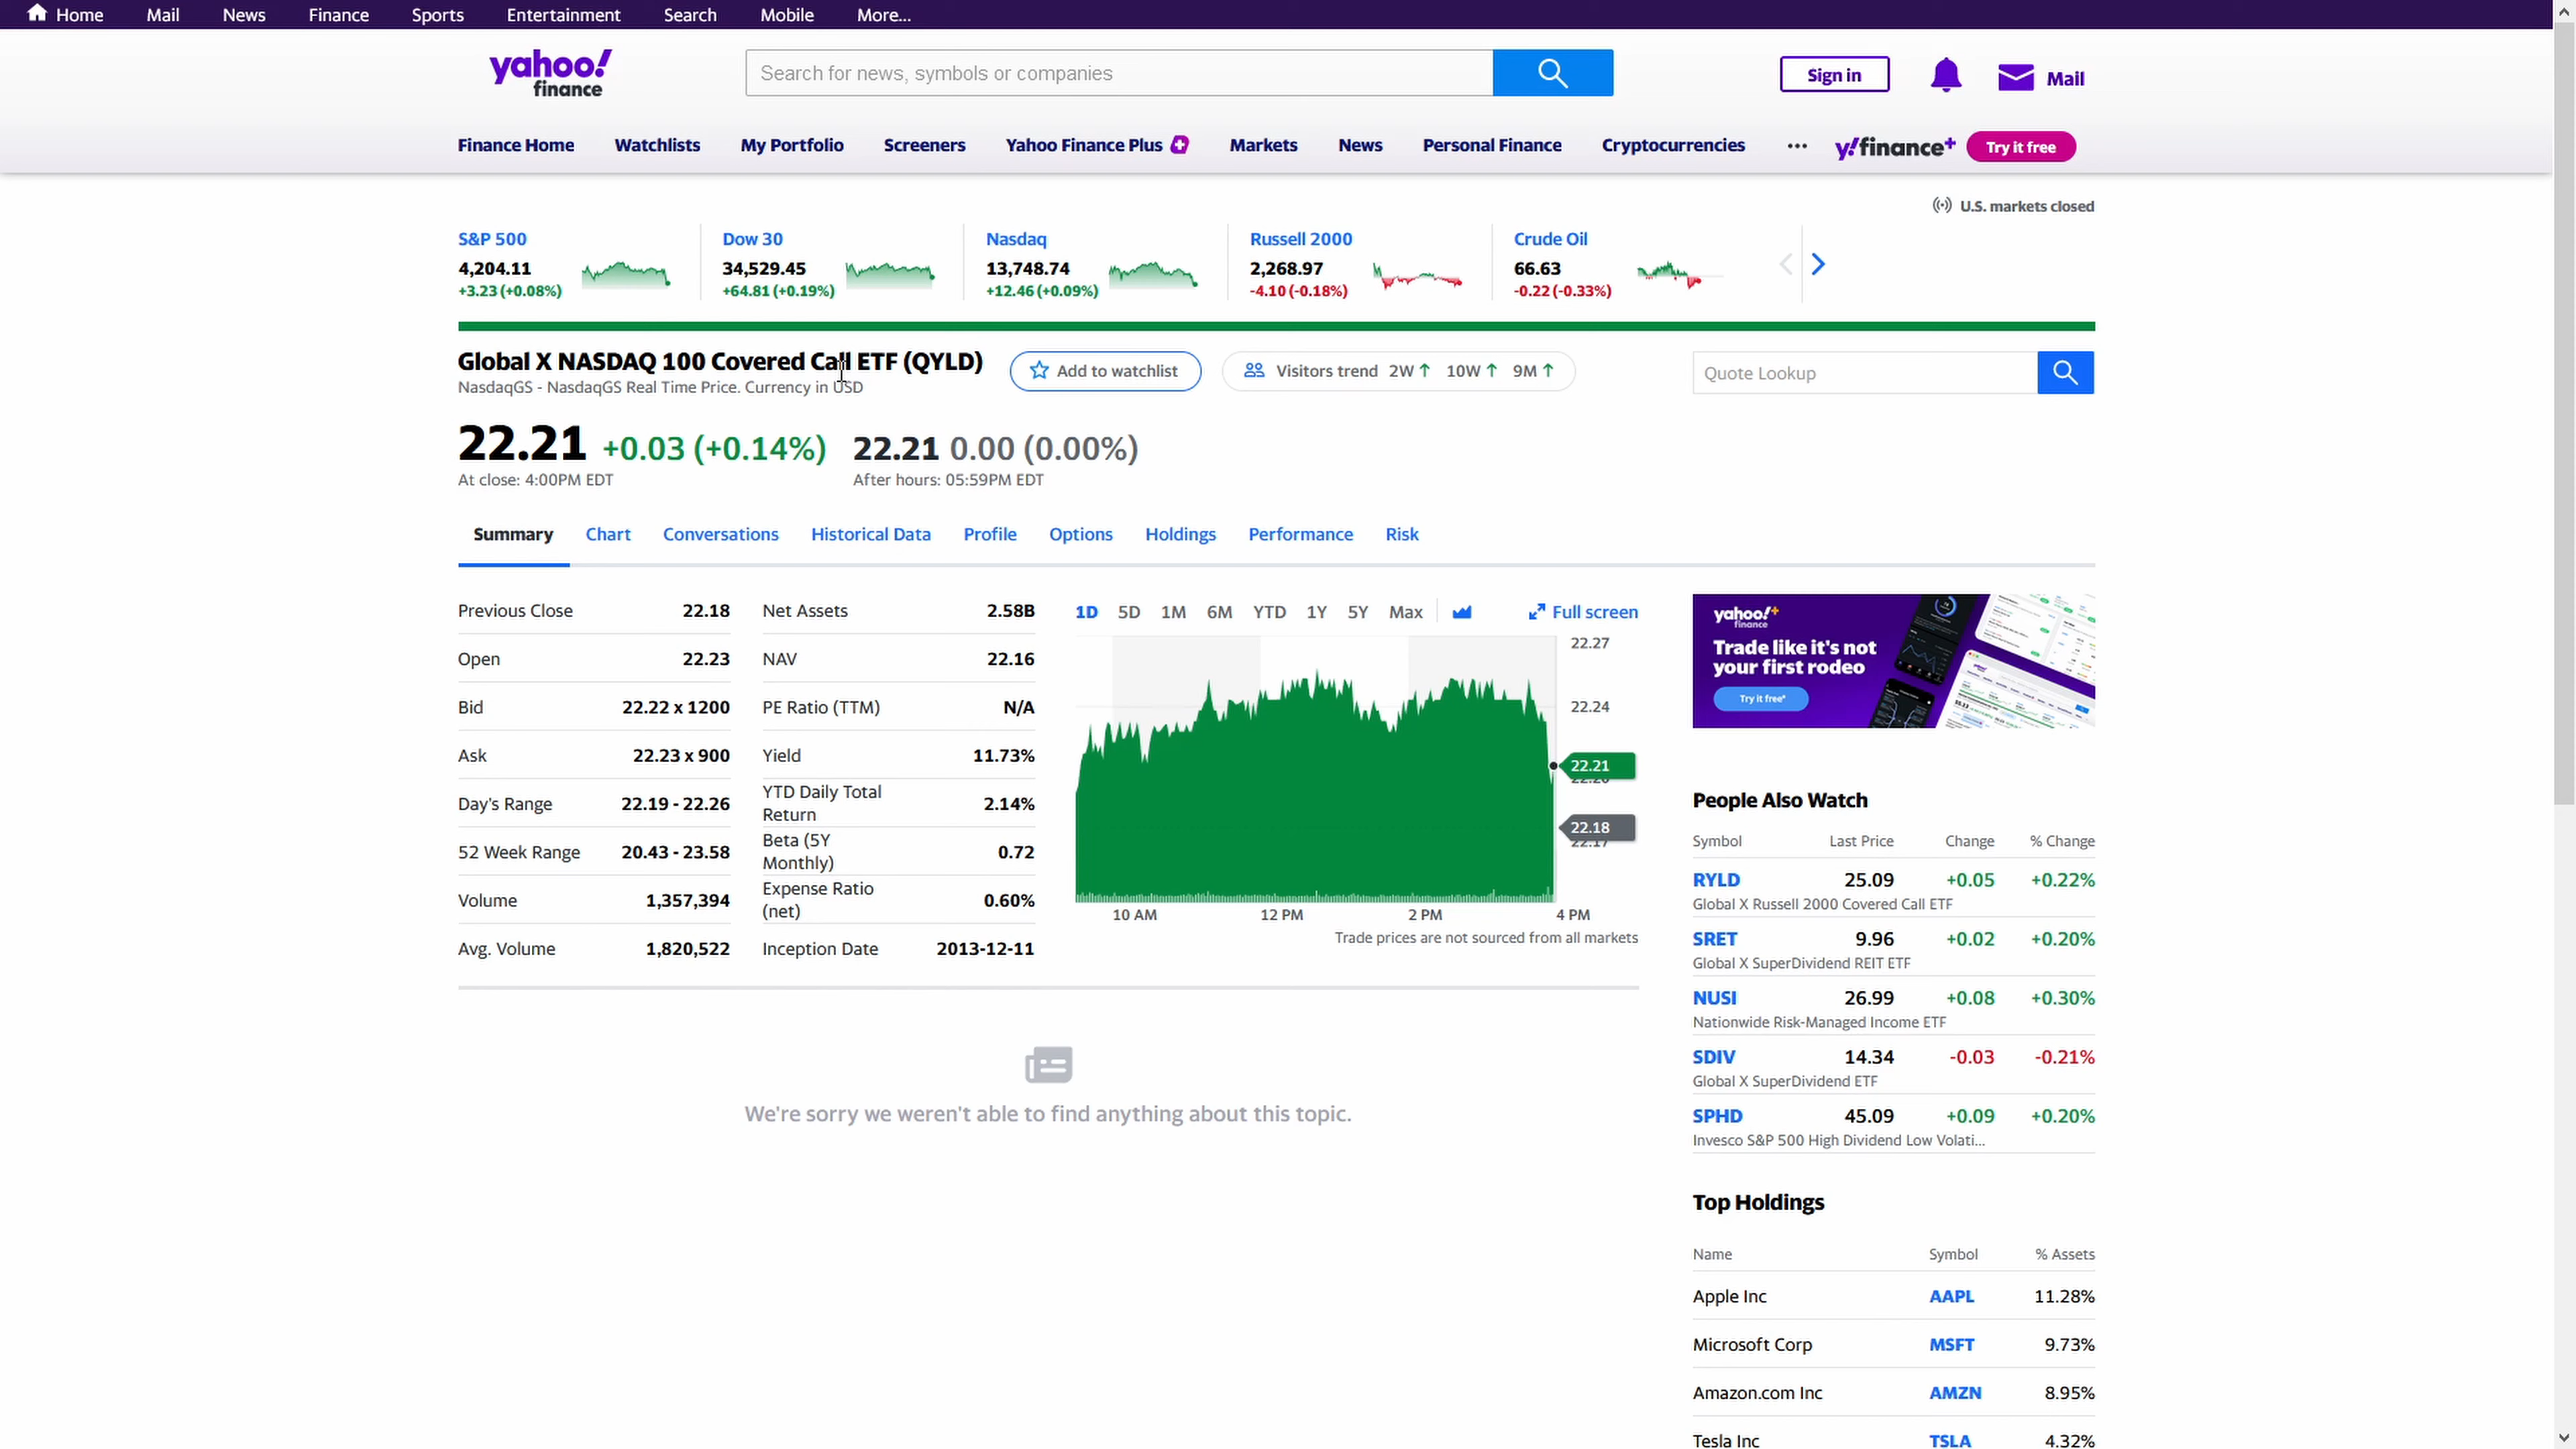 Home Mail News Finance Sports Entertainment Search Mobile More...
yahoo! finance
Search for news, symbols or companies
Sign in
Mail
Finance Home Watchlists My Portfolio Screeners Yahoo Finance Plus Markets News Personal Finance Cryptocurrencies ••• y!finance+ Try it free
U.S. markets closed
S&P 500 Dow 30 Nasdaq Russell 2000 Crude Oil
4,204.11 34,529.45 13,748.74 2,268.97 66.63
+3.23 (+0.08%) +64.81 (+0.19%) +12.46 (+0.09%) -4.10 (-0.18%) -0.22 (-0.33%)
Global X NASDAQ 100 Covered Call ETF (QYLD)
NasdaqGS - NasdaqGS Real Time Price. Currency in USD
Add to watchlist
Visitors trend 2W↑ 10W↑ 9M↑
Quote Lookup
22.21 +0.03 (+0.14%) 22.21 0.00 (0.00%)
At close: 4:00PM EDT After hours: 05:59PM EDT
Summary Chart Conversations Historical Data Profile Options Holdings Performance Risk
Previous Close 22.18
Open 22.23
Bid 22.22 x 1200
Ask 22.23 x 900
Day's Range 22.19 - 22.26
52 Week Range 20.43 - 23.58
Volume 1,357,394
Avg. Volume 1,820,522
Net Assets 2.58B
NAV 22.16
PE Ratio (TTM) N/A
Yield 11.73%
YTD Daily Total
Return 2.14%
Beta (5Y
Monthly) 0.72
Expense Ratio
(net) 0.60%
Inception Date 2013-12-11
1D 5D 1M 6M YTD 1Y 5Y Max Full screen
22.27
22.24
22.21
22.18
10 AM 12 PM 2 PM 4 PM
Trade prices are not sourced from all markets
We're sorry we weren't able to find anything about this topic.
yahoo!+
finance
Trade like it's not
your first rodeo
Try it free*
People Also Watch
Symbol Last Price Change % Change
RYLD 25.09 +0.05 +0.22%
Global X Russell 2000 Covered Call ETF
SRET 9.96 +0.02 +0.20%
Global X SuperDividend REIT ETF
NUSI 26.99 +0.08 +0.30%
Nationwide Risk-Managed Income ETF
SDIV 14.34 -0.03 -0.21%
Global X SuperDividend ETF
SPHD 45.09 +0.09 +0.20%
Invesco S&P 500 High Dividend Low Volati...
Top Holdings
Name Symbol % Assets
Apple Inc AAPL 11.28%
Microsoft Corp MSFT 9.73%
Amazon.com Inc AMZN 8.95%
Tesla Inc TSLA 4.32%